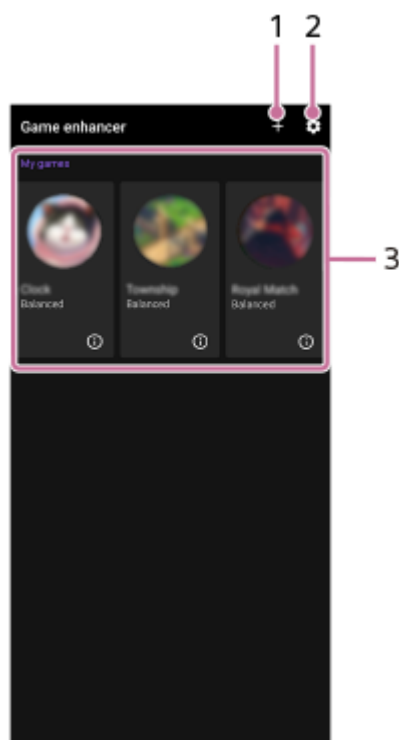 1 2
Game enhancer
My games
Clock Township Royal Match
Balanced Balanced Balanced
3